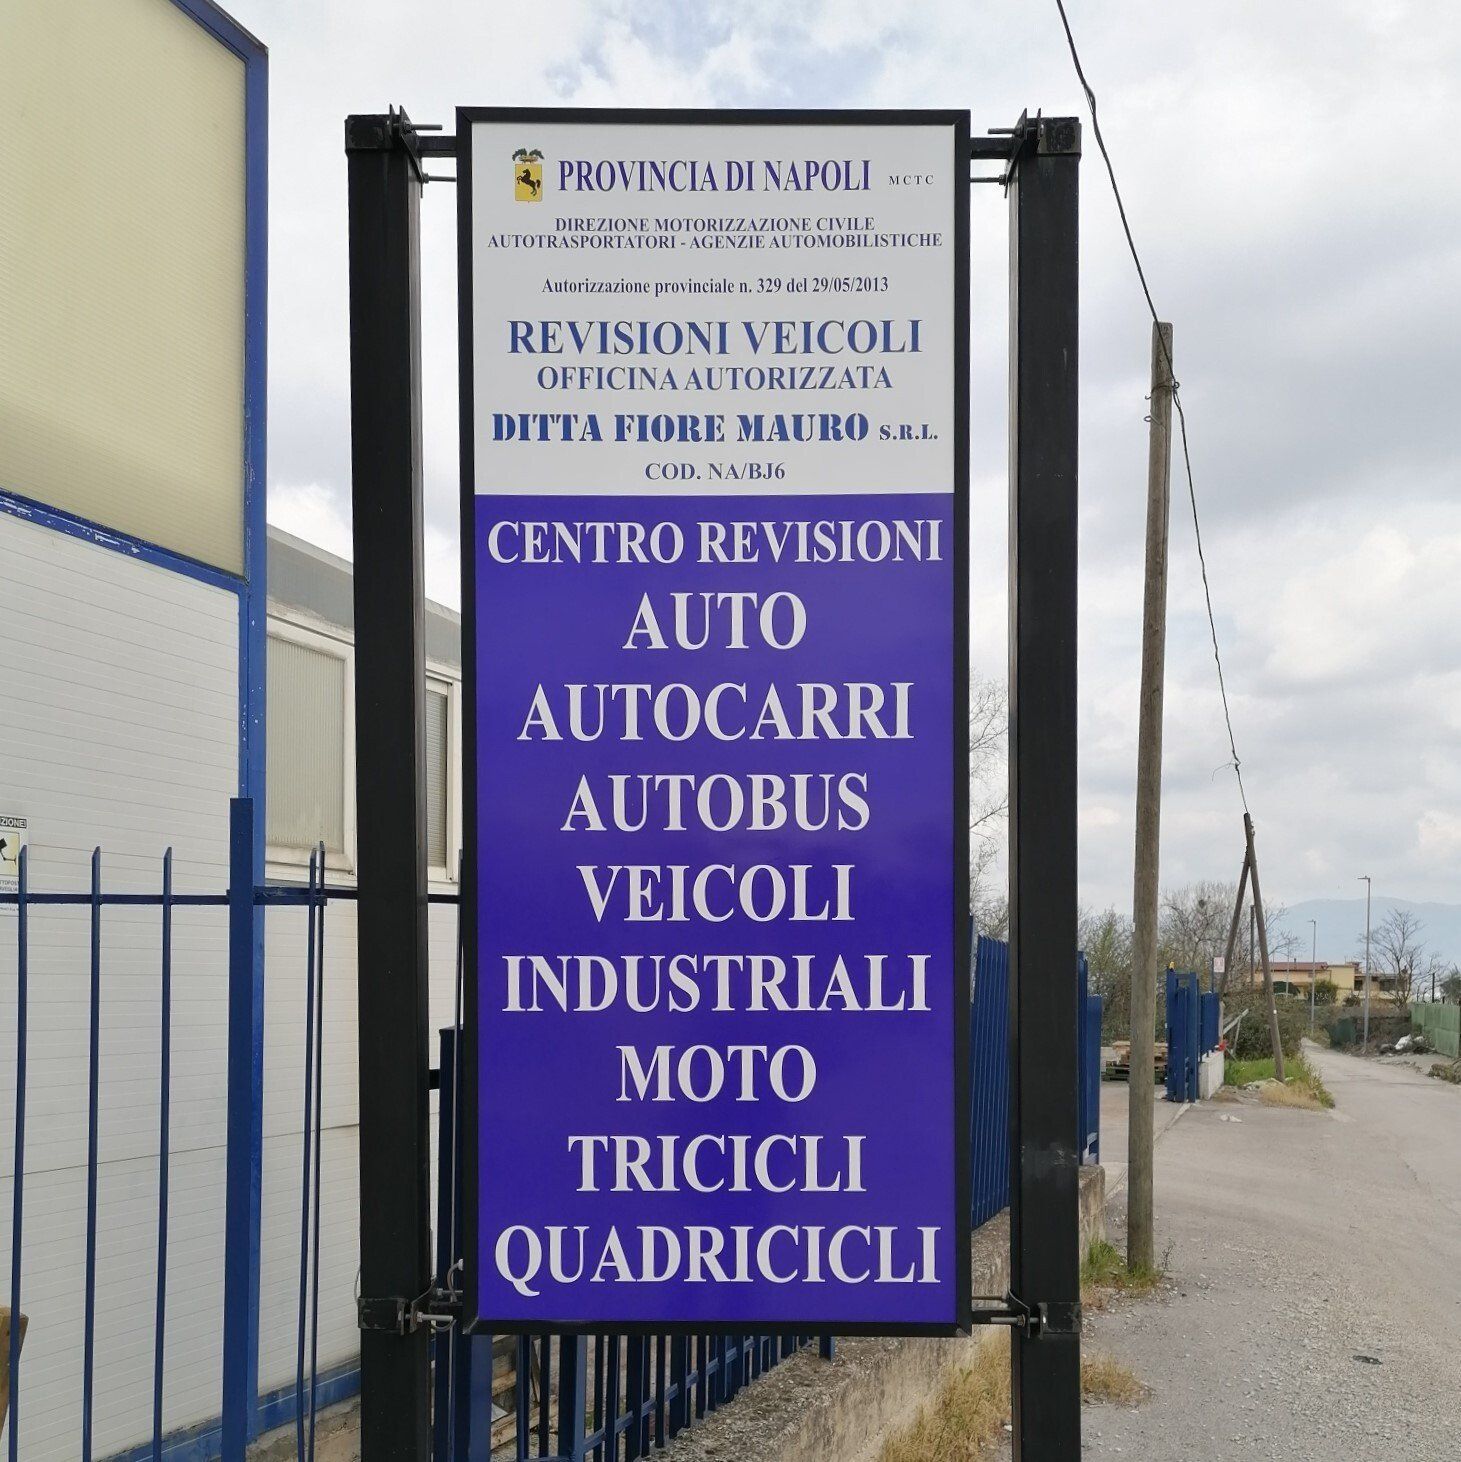 PROVINCIA DI NAPOLI MCTC
DIREZIONE MOTORIZZAZIONE CIVILE
AUTOTRASPORTATORI - AGENZIE AUTOMOBILISTICHE
Autorizzazione provinciale n. 329 del 29/05/2013
REVISIONI VEICOLI
OFFICINA AUTORIZZATA
DITTA FIORE MAURO S.R.L.
COD. NA/BJ6
CENTRO REVISIONI
AUTO
AUTOCARRI
AUTOBUS
VEICOLI
INDUSTRIALI
MOTO
TRICICLI
QUADRICICLI